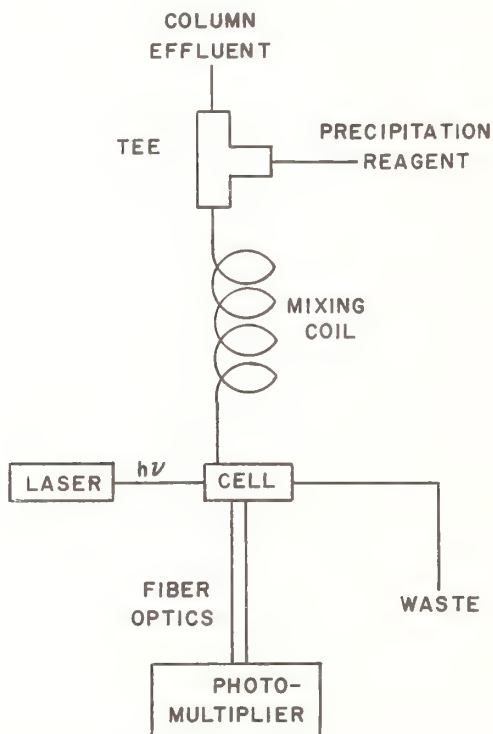 COLUMN
EFFLUENT
TEE
PRECIPITATION
REAGENT
MIXING
COIL
hν
LASER
CELL
FIBER
OPTICS
WASTE
PHOTO-
MULTIPLIER